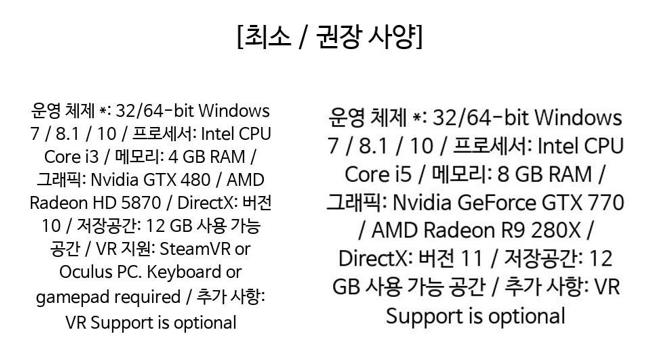 [최소 / 권장 사양]
운영 체제 *: 32/64-bit Windows
7 / 8.1 / 10 / 프로세서: Intel CPU
Core i3 / 메모리: 4 GB RAM /
그래픽: Nvidia GTX 480 / AMD
Radeon HD 5870 / DirectX: 버전
10 / 저장공간: 12 GB 사용 가능
공간 / VR 지원: SteamVR or
Oculus PC. Keyboard or
gamepad required / 추가 사항:
VR Support is optional
운영 체제 *: 32/64-bit Windows
7 / 8.1 / 10 / 프로세서: Intel CPU
Core i5 / 메모리: 8 GB RAM /
그래픽: Nvidia GeForce GTX 770
/ AMD Radeon R9 280X /
DirectX: 버전 11 / 저장공간: 12
GB 사용 가능 공간 / 추가 사항: VR
Support is optional